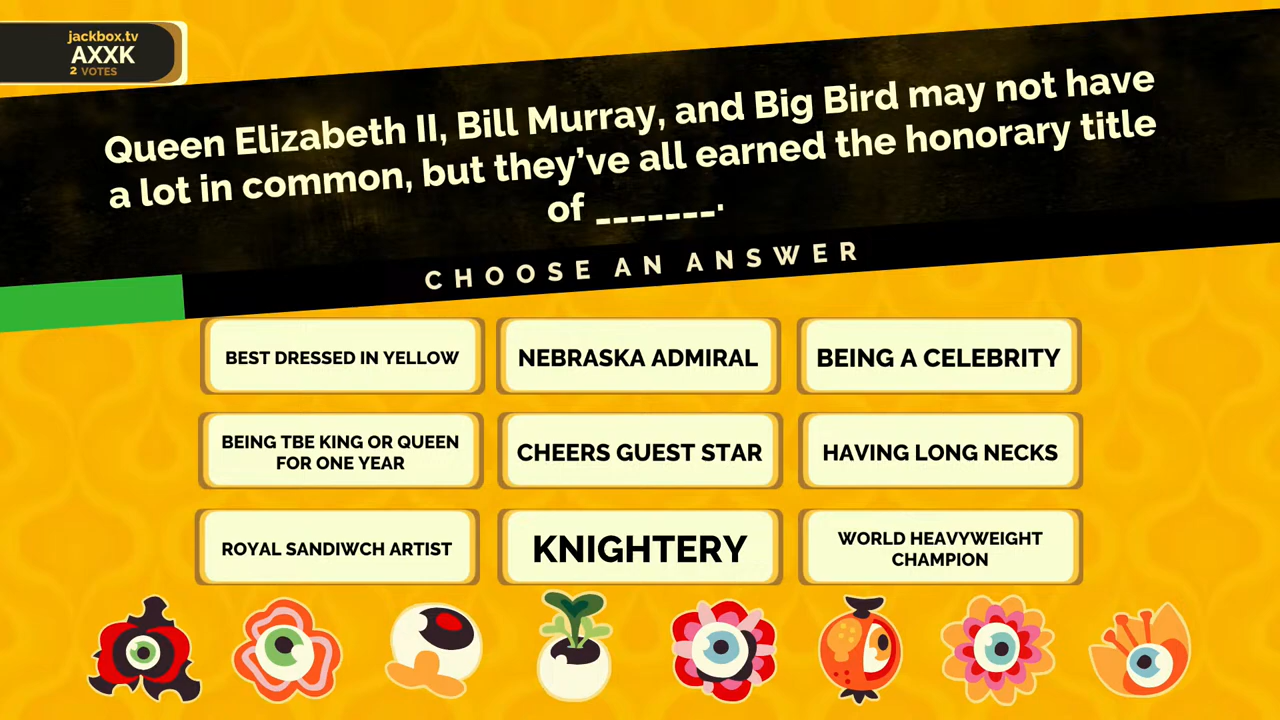 jackbox.tv
AXXK
2 VOTES
Queen Elizabeth II, Bill Murray, and Big Bird may not have
a lot in common, but they’ve all earned the honorary title
of _______.
CHOOSE AN ANSWER
BEST DRESSED IN YELLOW
NEBRASKA ADMIRAL
BEING A CELEBRITY
BEING TBE KING OR QUEEN
FOR ONE YEAR
CHEERS GUEST STAR
HAVING LONG NECKS
ROYAL SANDIWCH ARTIST
KNIGHTERY
WORLD HEAVYWEIGHT
CHAMPION